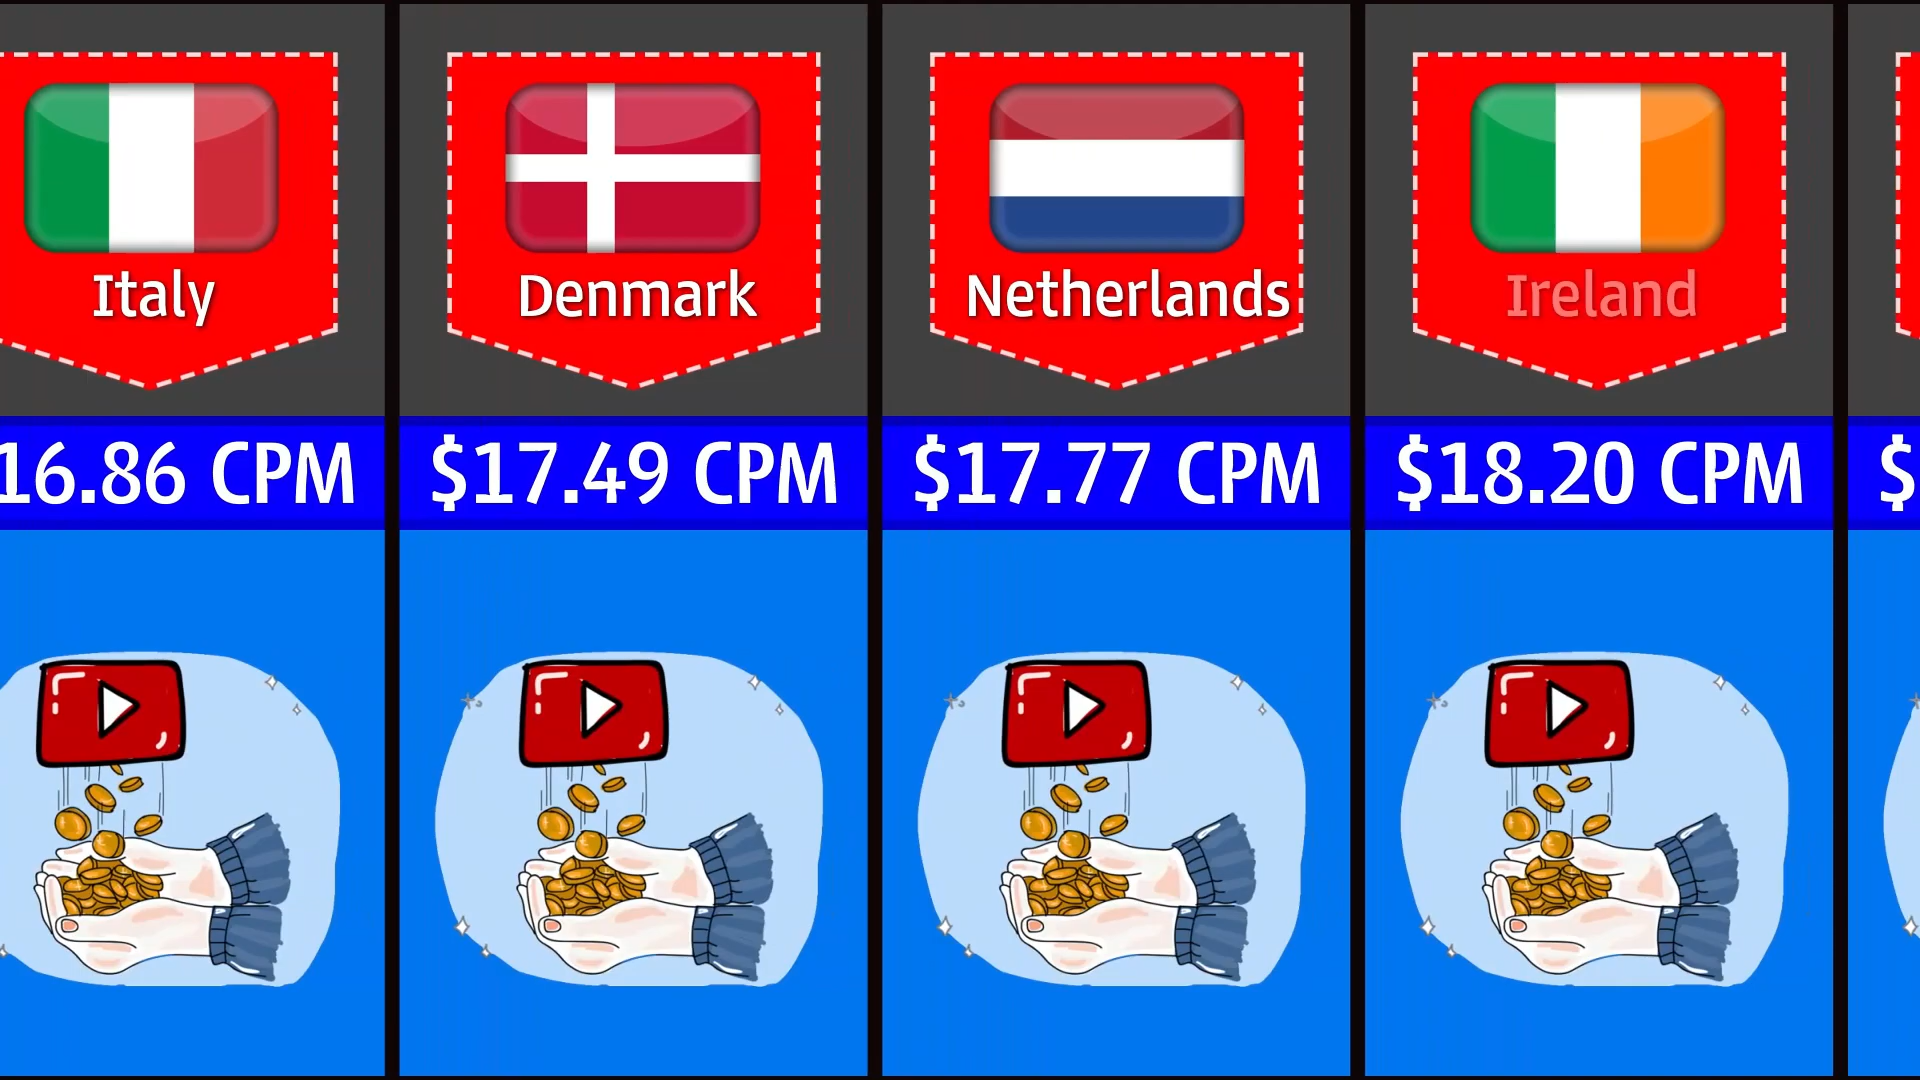 Italy
Denmark
Netherlands
Ireland
16.86 CPM
$17.49 CPM
$17.77 CPM
$18.20 CPM
$